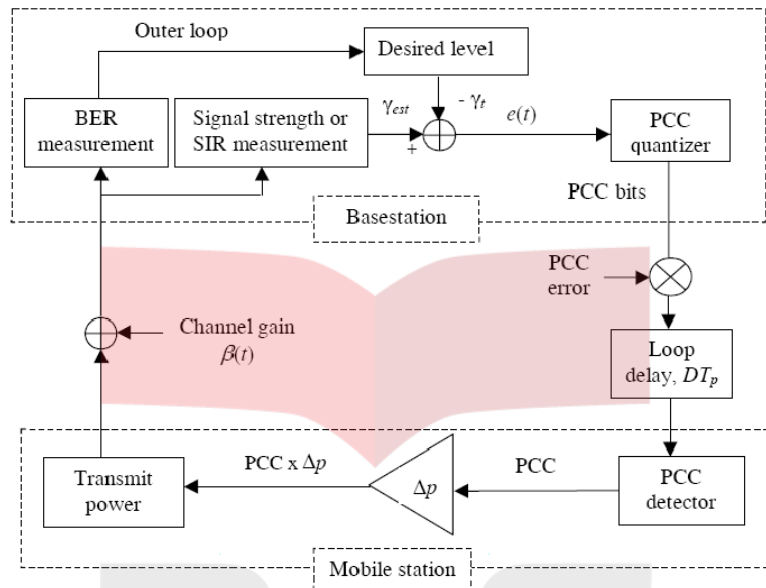 Outer loop
Desired level
BER
measurement
Signal strength or
SIR measurement
γest
+
- γt
e(t)
PCC
quantizer
Basestation
PCC bits
PCC
error
Channel gain
β(t)
Loop
delay, DTp
Transmit
power
PCC x Δp
Δp
PCC
PCC
detector
Mobile station